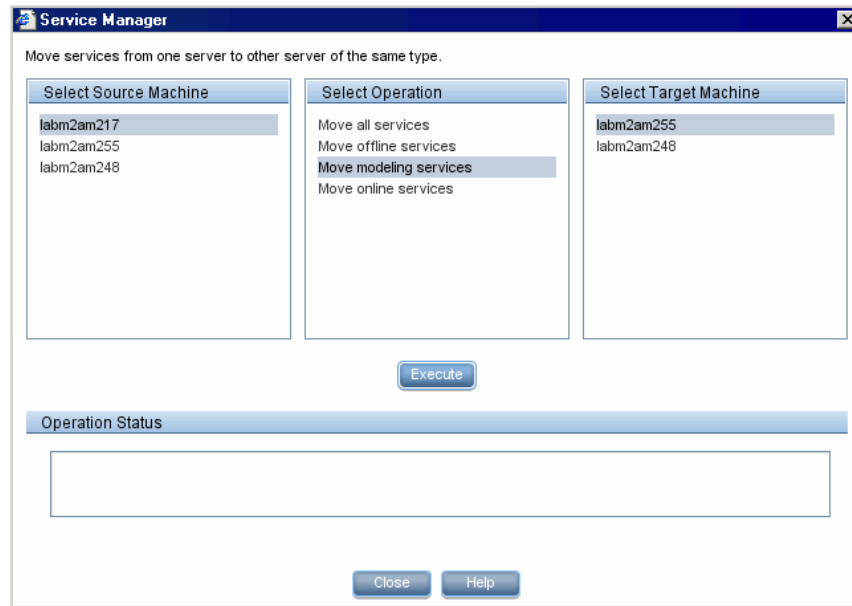 Service Manager
Move services from one server to other server of the same type.
Select Source Machine
labm2am217
labm2am255
labm2am248
Select Operation
Move all services
Move offline services
Move modeling services
Move online services
Select Target Machine
labm2am255
labm2am248
Execute
Operation Status
Close
Help